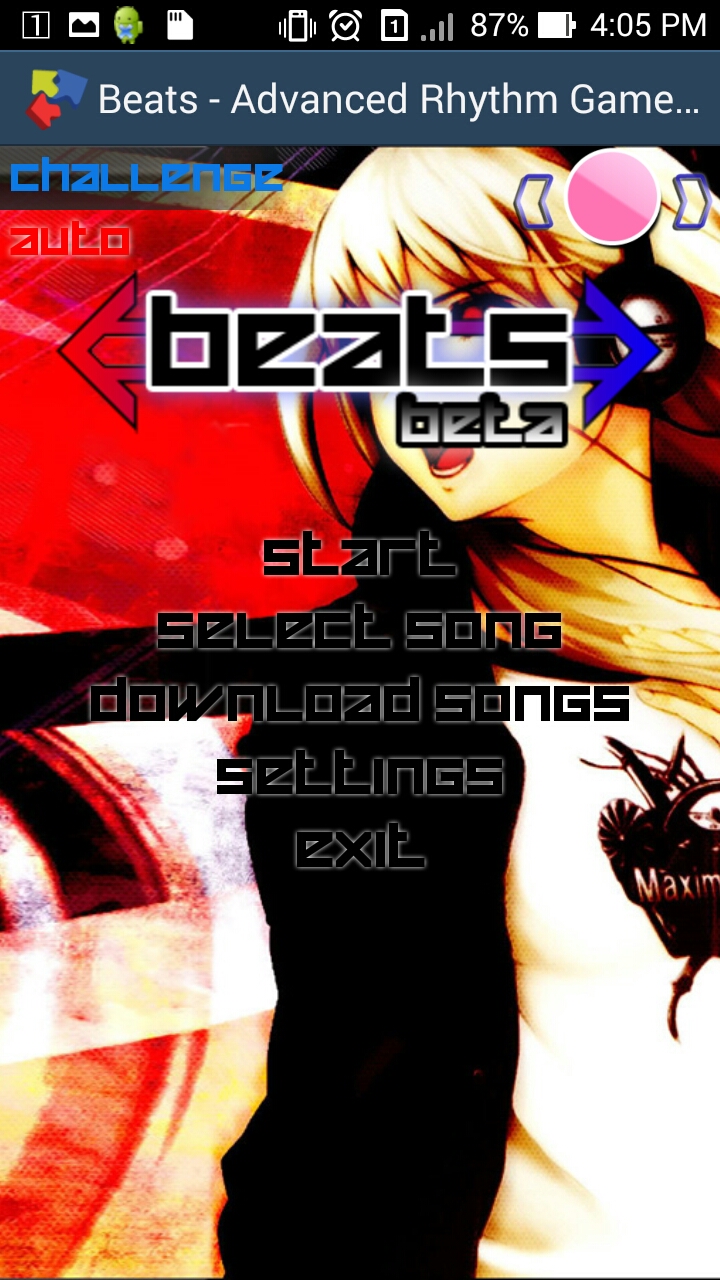 1 1 87% 4:05 PM
Beats - Advanced Rhythm Game...
challenge
auto
beats
beta
start
select song
download songs
settings
exit
Maxim